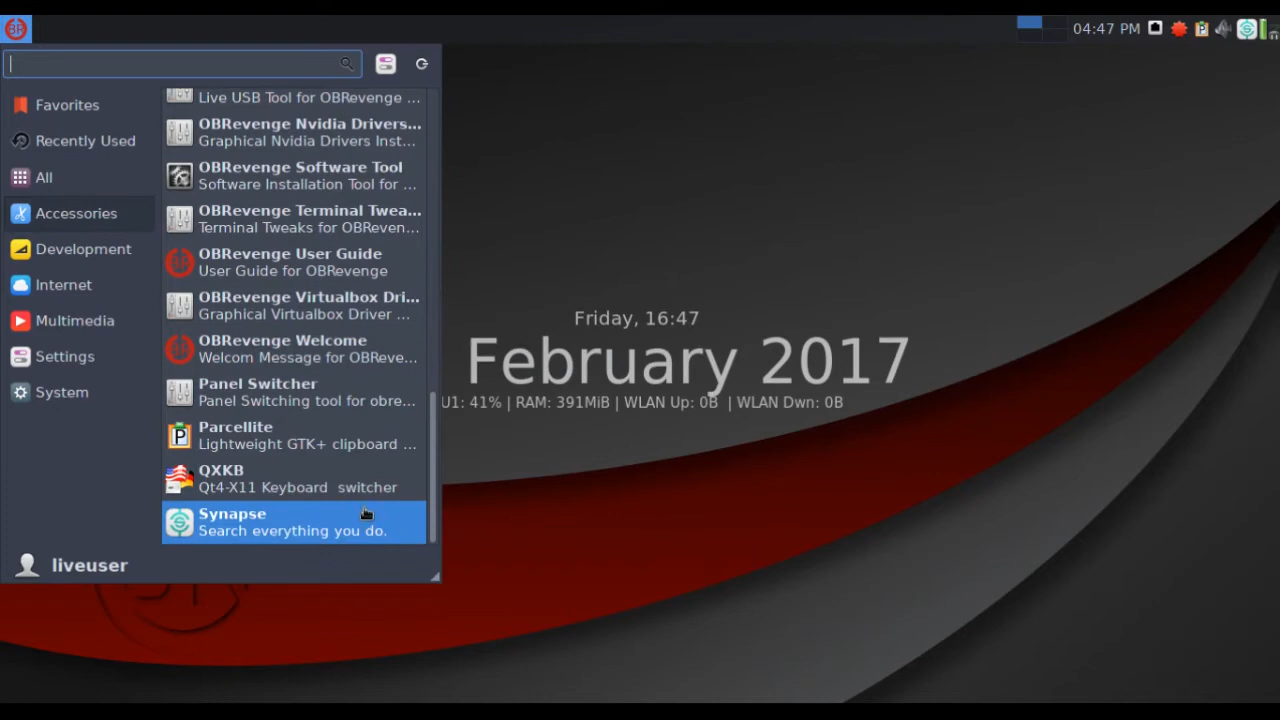 04:47 PM
Favorites
Recently Used
All
Accessories
Development
Internet
Multimedia
Settings
System
Live USB Tool for OBRevenge ...
OBRevenge Nvidia Drivers...
Graphical Nvidia Drivers Inst...
OBRevenge Software Tool
Software Installation Tool for ...
OBRevenge Terminal Twea...
Terminal Tweaks for OBReven...
OBRevenge User Guide
User Guide for OBRevenge
OBRevenge Virtualbox Dri...
Graphical Virtualbox Driver ...
OBRevenge Welcome
Welcom Message for OBReve...
Panel Switcher
Panel Switching tool for obre...
Parcellite
Lightweight GTK+ clipboard ...
QXKB
Qt4-X11 Keyboard switcher
Synapse
Search everything you do.
liveuser
Friday, 16:47
February 2017
U1: 41% | RAM: 391MiB | WLAN Up: 0B | WLAN Dwn: 0B